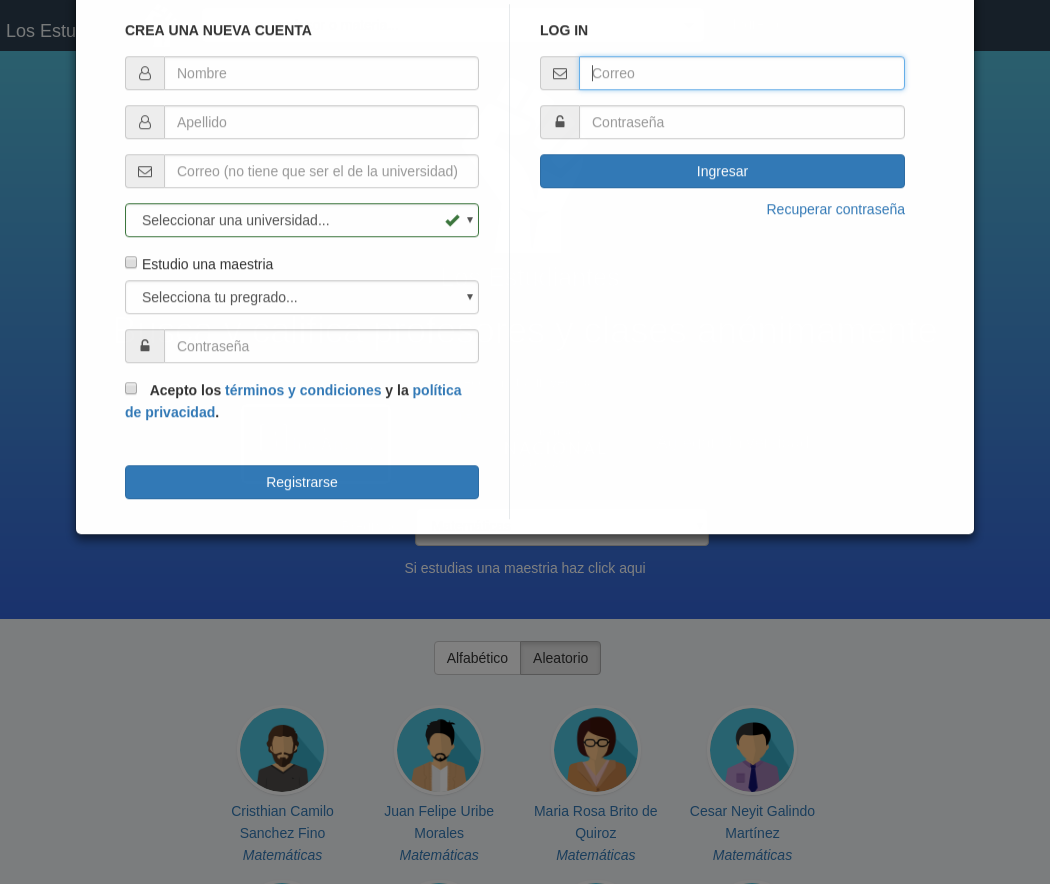 Los Estu
CREA UNA NUEVA CUENTA
Nombre
Apellido
Correo (no tiene que ser el de la universidad)
Seleccionar una universidad...
Estudio una maestria
Selecciona tu pregrado...
Contraseña
Acepto los términos y condiciones y la política
de privacidad.
Registrarse
LOG IN
Correo
Contraseña
Ingresar
Recuperar contraseña
Si estudias una maestria haz click aqui
Alfabético
Aleatorio
Cristhian Camilo
Sanchez Fino
Matemáticas
Juan Felipe Uribe
Morales
Matemáticas
Maria Rosa Brito de
Quiroz
Matemáticas
Cesar Neyit Galindo
Martínez
Matemáticas